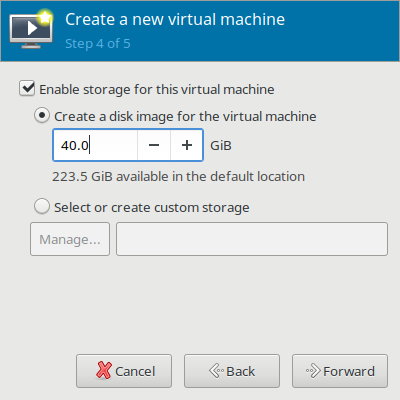 Create a new virtual machine
Step 4 of 5
Enable storage for this virtual machine
Create a disk image for the virtual machine
40.0 − + GiB
223.5 GiB available in the default location
Select or create custom storage
Manage...
Cancel Back Forward